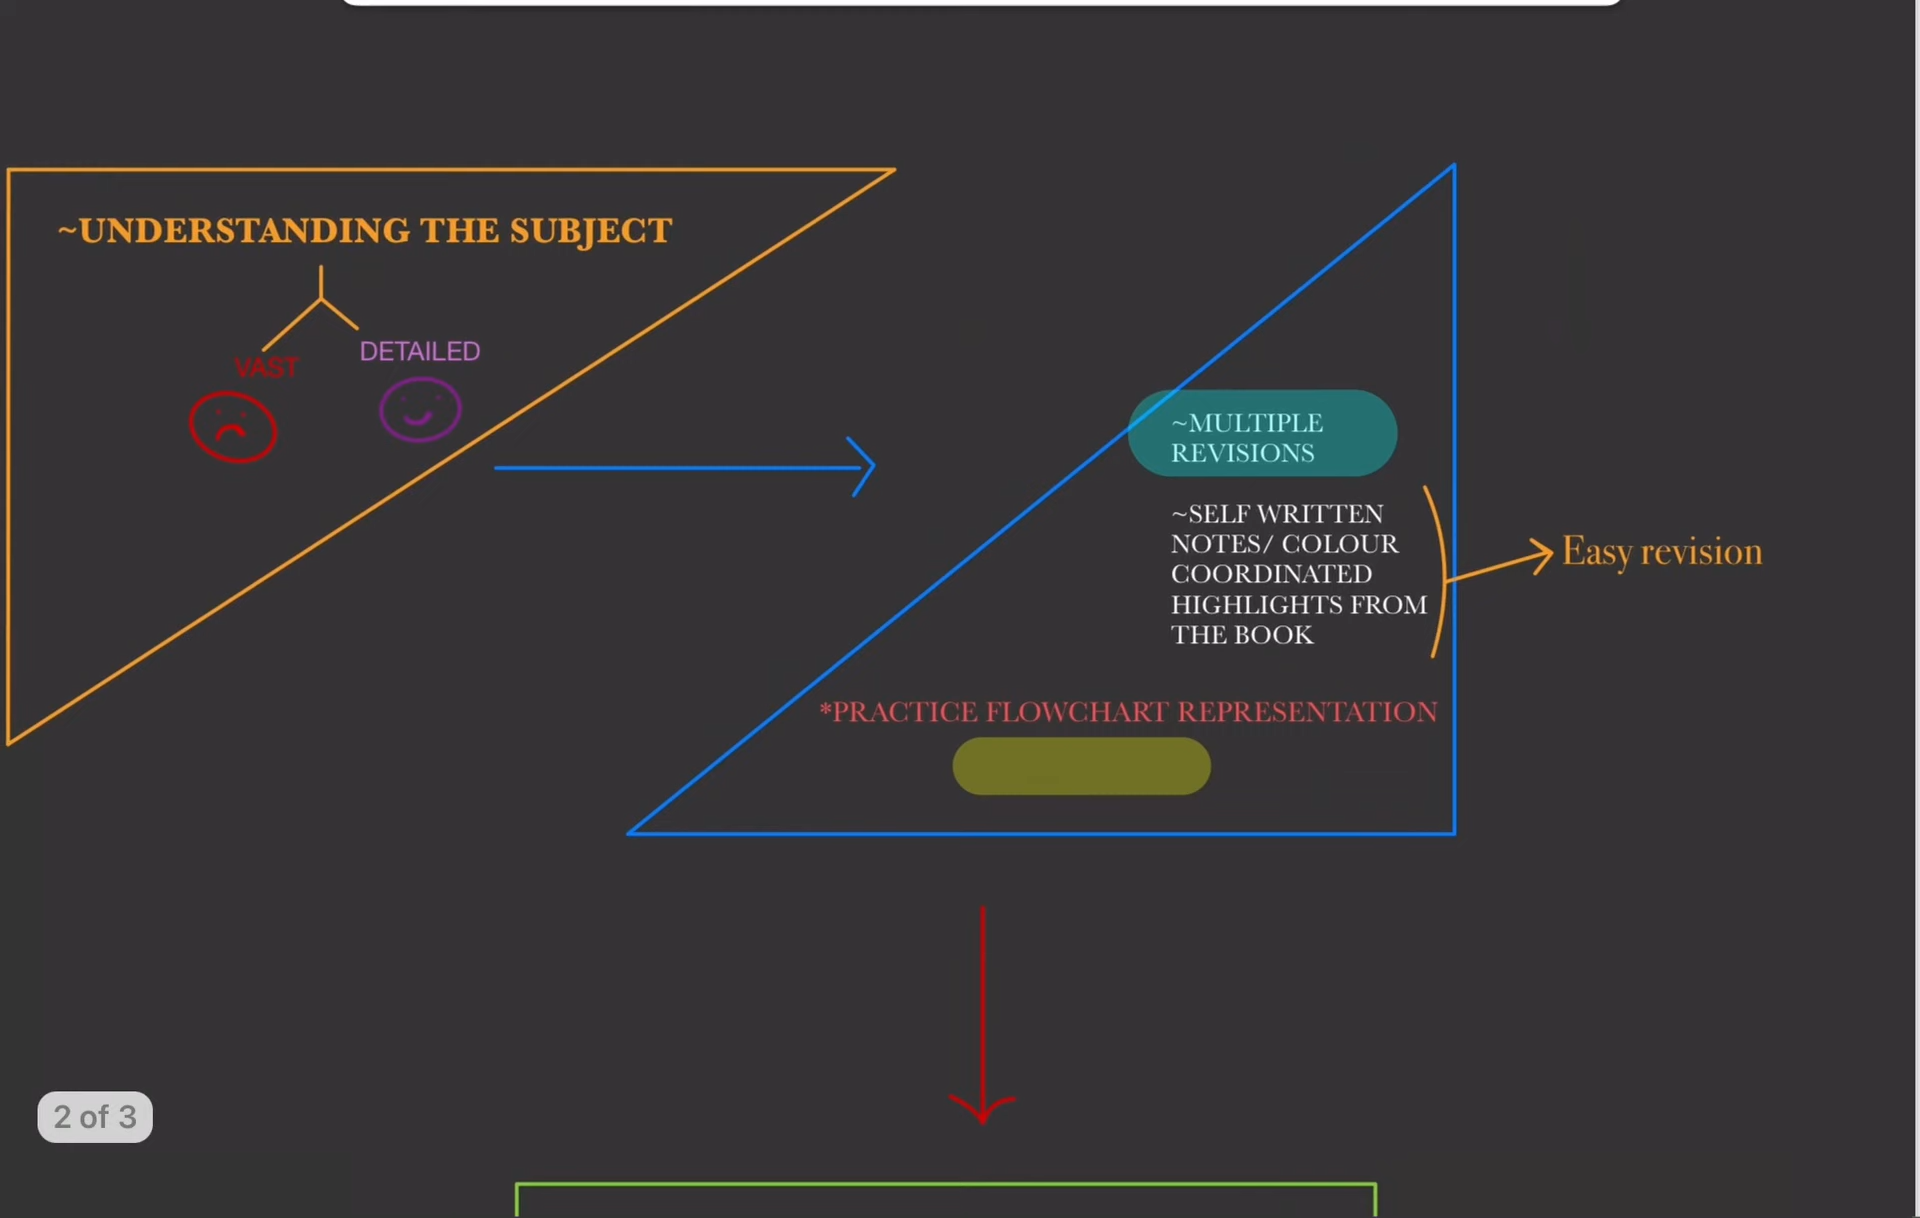 ~UNDERSTANDING THE SUBJECT
VAST
DETAILED
~MULTIPLE
REVISIONS
~SELF WRITTEN
NOTES/ COLOUR
COORDINATED
HIGHLIGHTS FROM
THE BOOK
Easy revision
*PRACTICE FLOWCHART REPRESENTATION
2 of 3